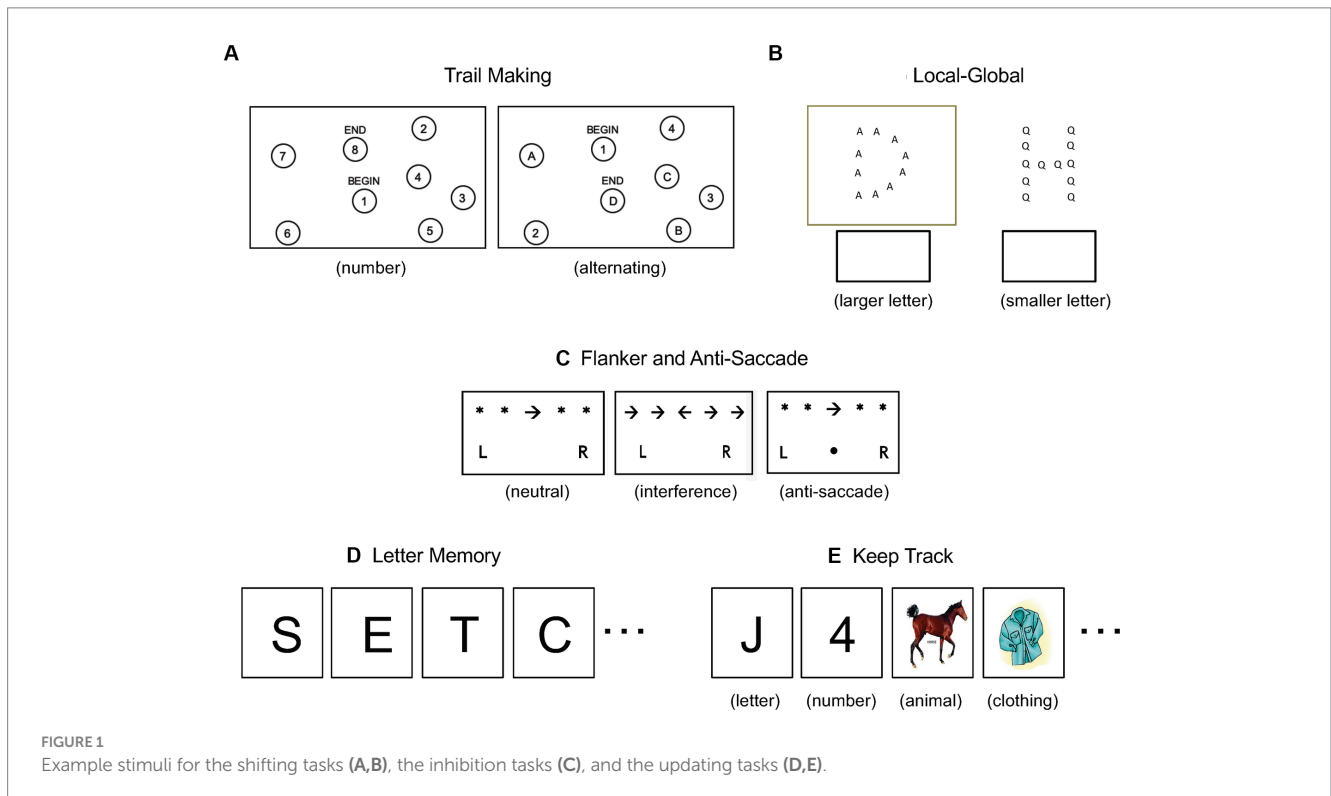 A
Trail Making
END
8
2
7
4
BEGIN
1
3
6
5
(number)
BEGIN
1
4
A
C
END
D
3
2
B
(alternating)
B
Local-Global
A A
A
A A
A A
A
A A
(larger letter)
Q Q
Q Q
Q Q Q Q
Q Q
Q Q
(smaller letter)
C Flanker and Anti-Saccade
* * → * *
L R
(neutral)
→ → ← → →
L R
(interference)
* * → * *
L • R
(anti-saccade)
D Letter Memory
S E T C ...
E Keep Track
J 4 ...
(letter) (number) (animal) (clothing)
FIGURE 1
Example stimuli for the shifting tasks (A,B), the inhibition tasks (C), and the updating tasks (D,E).